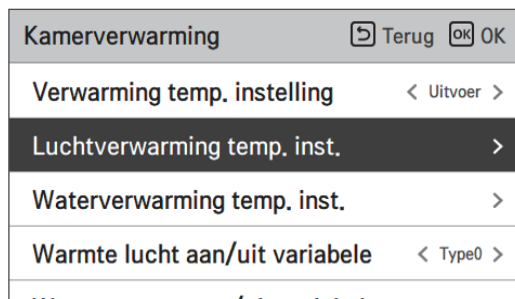 Kamerverwarming Terug OK OK
Verwarming temp. instelling < Uitvoer >
Luchtverwarming temp. inst. >
Waterverwarming temp. inst. >
Warmte lucht aan/uit variabele < Type0 >